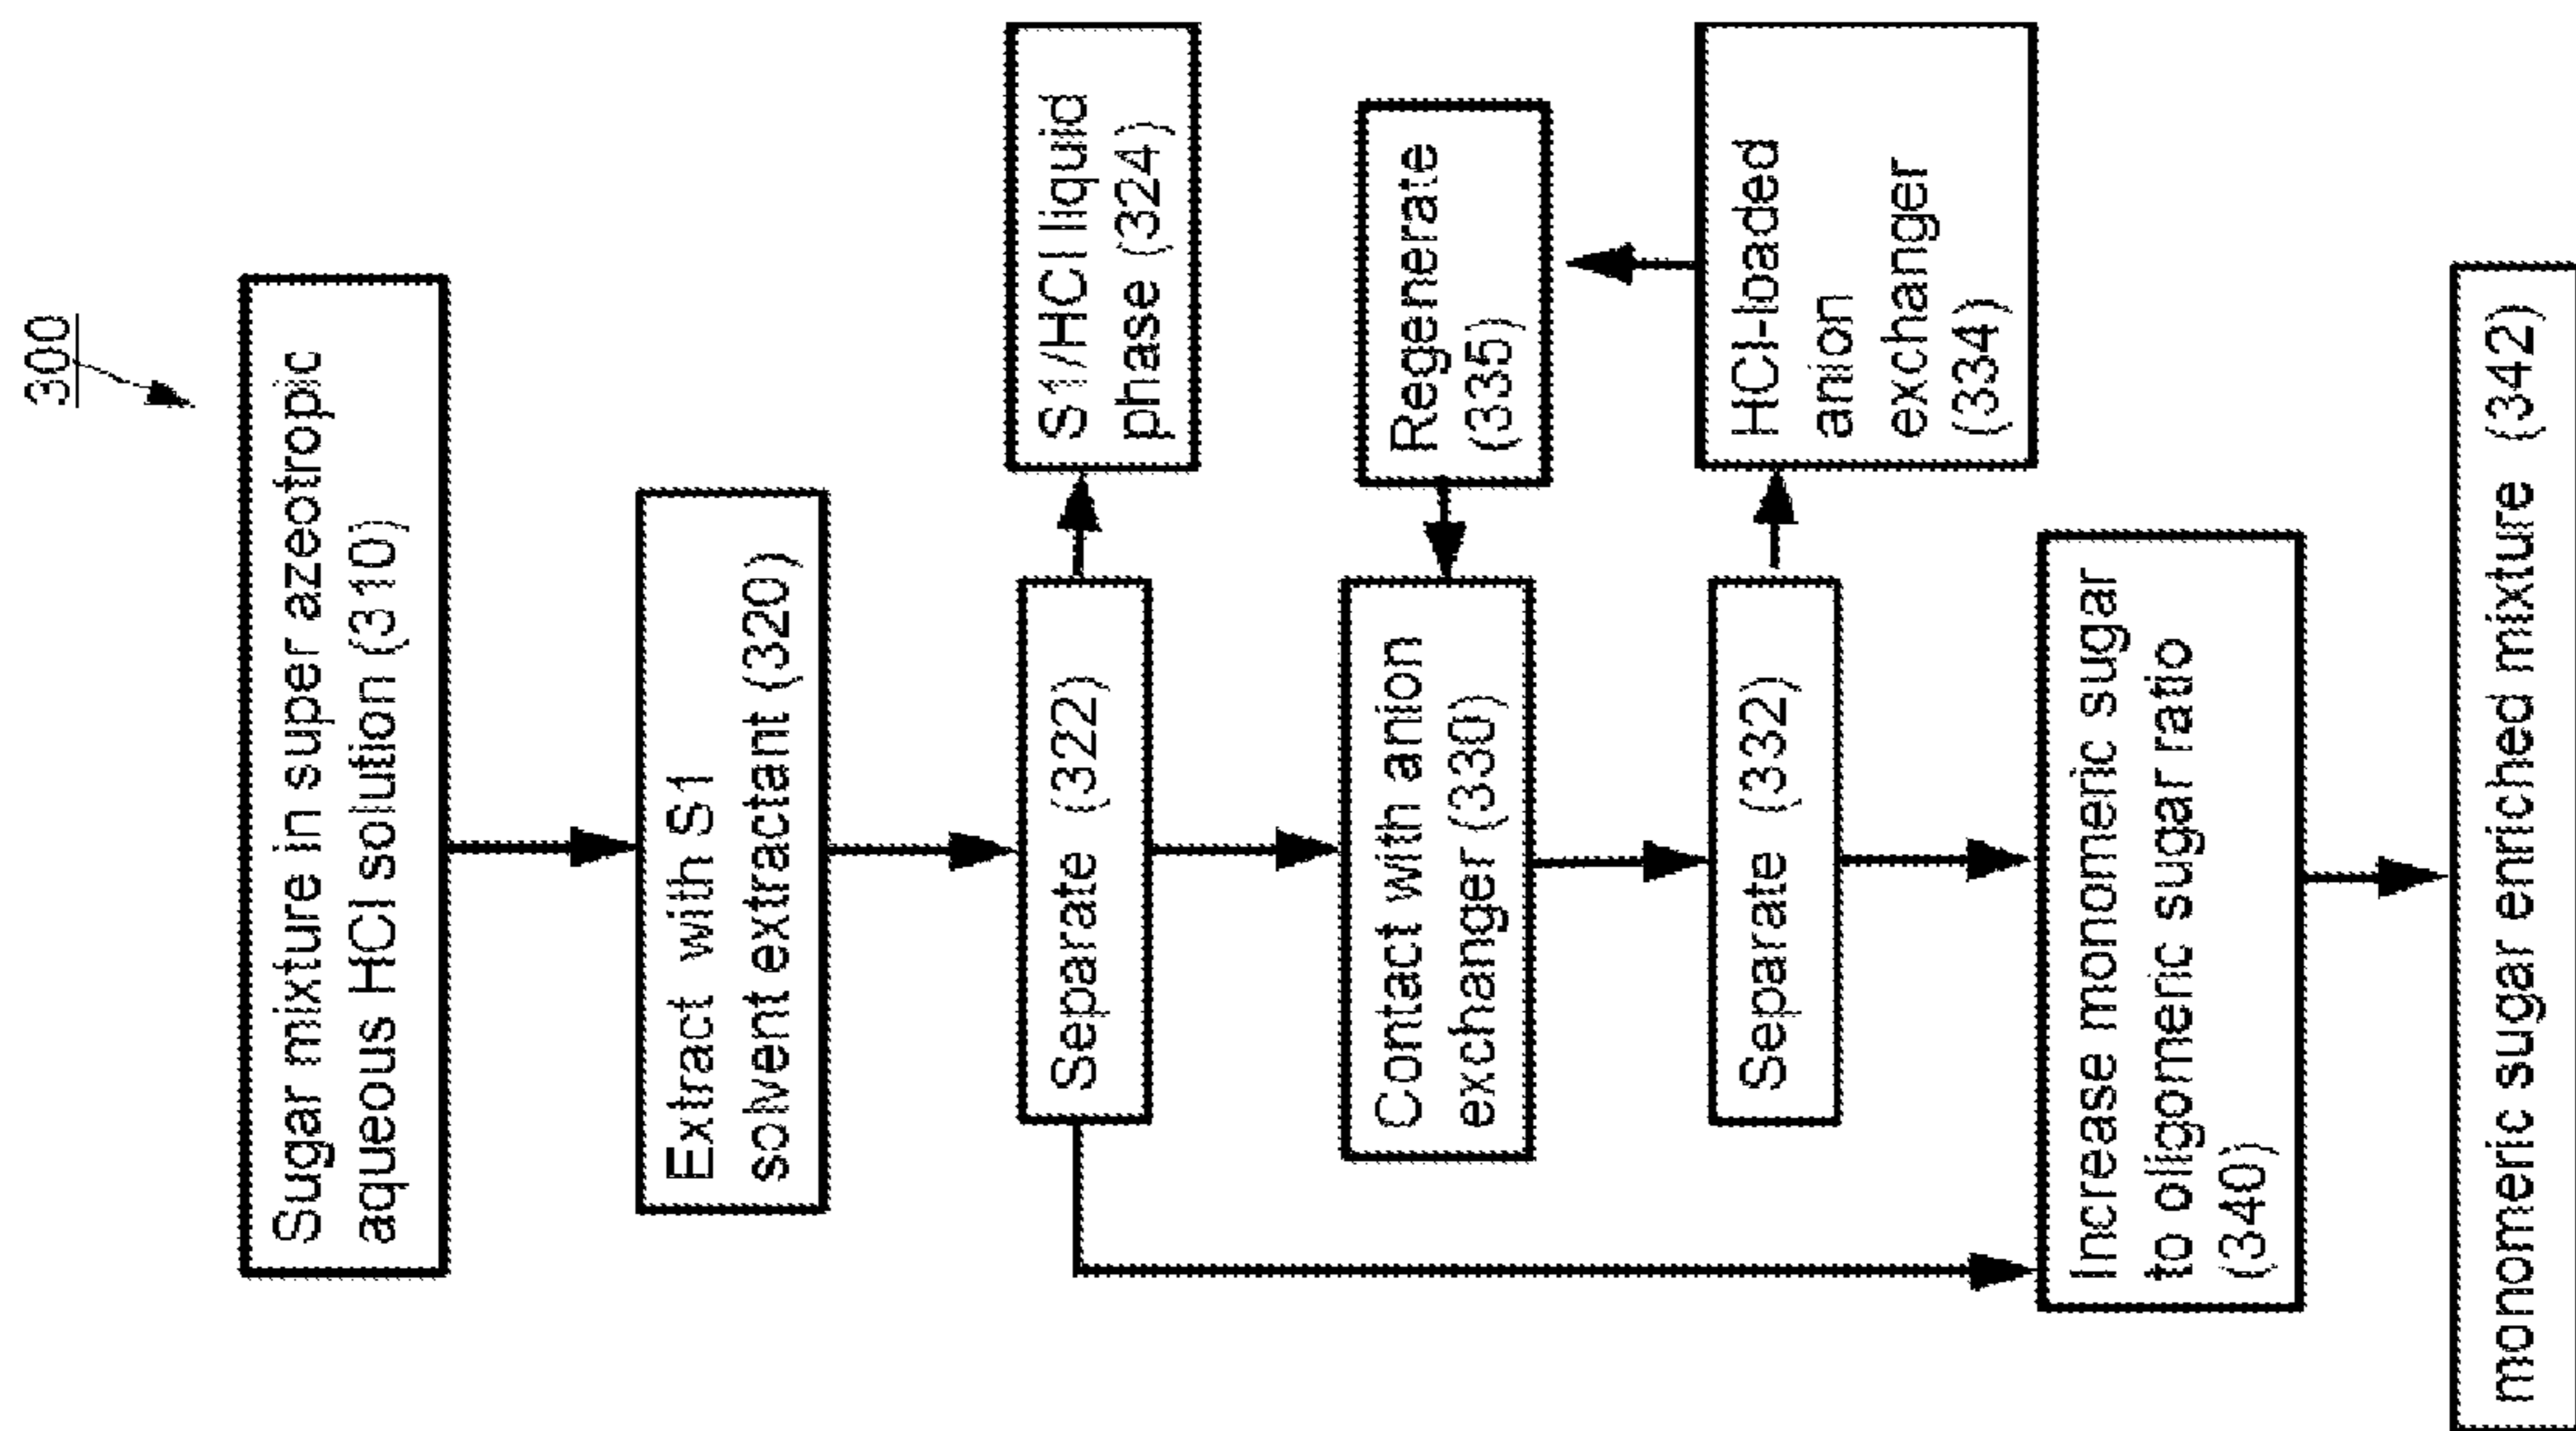 300
Sugar mixture in super azeotropic
aqueous HCl solution (310)
Extract with S1
solvent extractant (320)
Separate (322)
S1/HCl liquid
phase (324)
Contact with anion
exchanger (330)
Regenerate
(335)
Separate (332)
HCl-loaded
anion
exchanger
(334)
Increase monomeric sugar
to oligomeric sugar ratio
(340)
monomeric sugar enriched mixture (342)